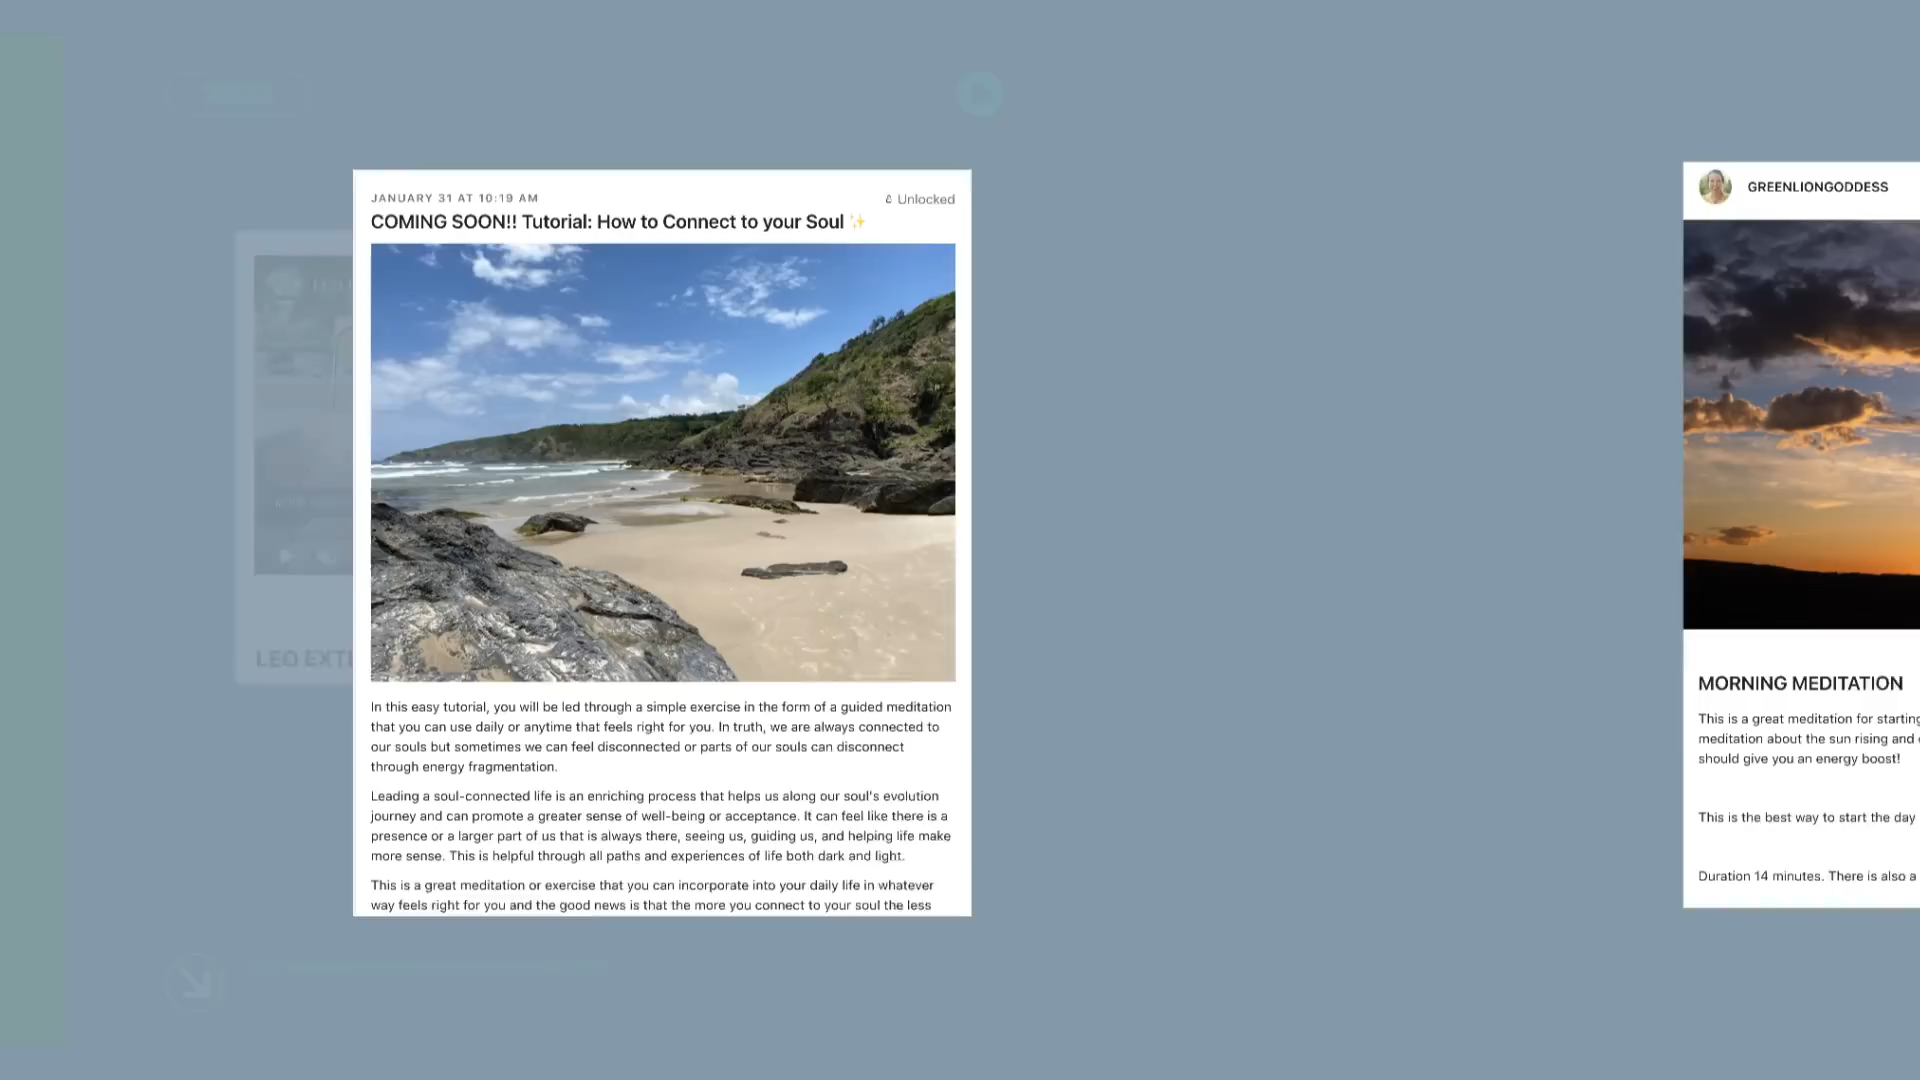 JANUARY 31 AT 10:19 AM
Unlocked
COMING SOON!! Tutorial: How to Connect to your Soul ✨
In this easy tutorial, you will be led through a simple exercise in the form of a guided meditation
that you can use daily or anytime that feels right for you. In truth, we are always connected to
our souls but sometimes we can feel disconnected or parts of our souls can disconnect
through energy fragmentation.
Leading a soul-connected life is an enriching process that helps us along our soul's evolution
journey and can promote a greater sense of well-being or acceptance. It can feel like there is a
presence or a larger part of us that is always there, seeing us, guiding us, and helping life make
more sense. This is helpful through all paths and experiences of life both dark and light.
This is a great meditation or exercise that you can incorporate into your daily life in whatever
way feels right for you and the good news is that the more you connect to your soul the less
LEO
GREENLIONGODDESS
MORNING MEDITATION
This is a great meditation for starting
meditation about the sun rising and
should give you an energy boost!
This is the best way to start the day
Duration 14 minutes. There is also a